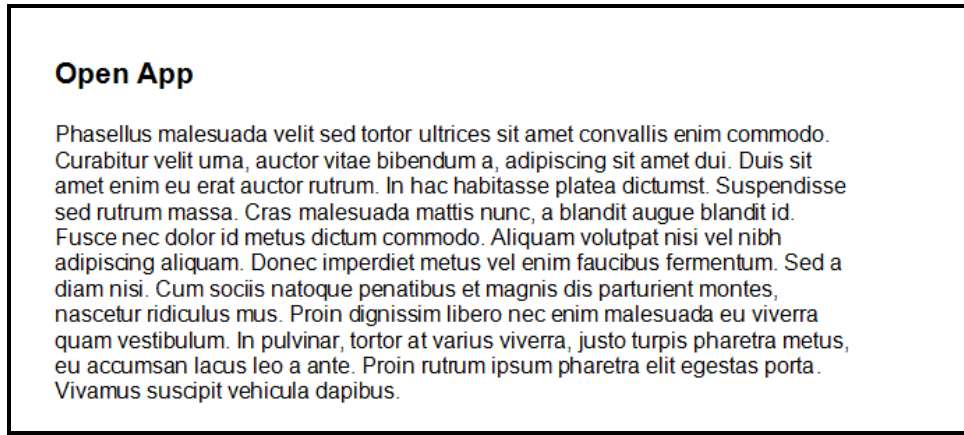 Open App
Phasellus malesuada velit sed tortor ultrices sit amet convallis enim commodo.
Curabitur velit urna, auctor vitae bibendum a, adipiscing sit amet dui. Duis sit
amet enim eu erat auctor rutrum. In hac habitasse platea dictumst. Suspendisse
sed rutrum massa. Cras malesuada mattis nunc, a blandit augue blandit id.
Fusce nec dolor id metus dictum commodo. Aliquam volutpat nisi vel nibh
adipiscing aliquam. Donec imperdiet metus vel enim faucibus fermentum. Sed a
diam nisi. Cum sociis natoque penatibus et magnis dis parturient montes,
nascetur ridiculus mus. Proin dignissim libero nec enim malesuada eu viverra
quam vestibulum. In pulvinar, tortor at varius viverra, justo turpis pharetra metus,
eu accumsan lacus leo a ante. Proin rutrum ipsum pharetra elit egestas porta.
Vivamus suscipit vehicula dapibus.